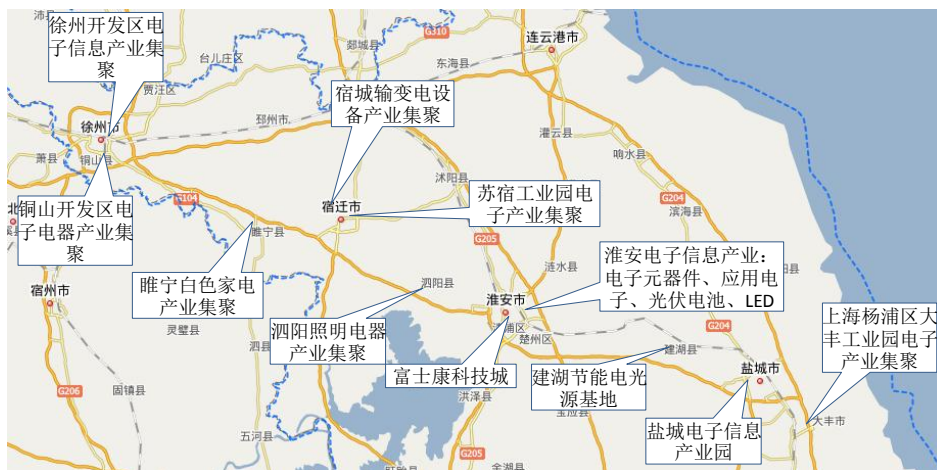 徐州开发区电
子信息产业集
聚
沛县
郯城县
G310
连云港市
台儿庄区
东海县
贾汪区
宿城输变电设
备产业集聚
徐州市
邳州市
灌云县
萧县
铜山县
响水县
沭阳县
G104
G204
铜山开发区电
子电器产业集
聚
宿迁市
苏宿工业园电
子产业集聚
滨海县
北
睢宁县
G205
淮安电子信息产业：
电子元器件、应用电
子、光伏电池、LED
涟水县
阳县
睢宁白色家电
产业集聚
泗阳县
宿州市
淮安市
上海杨浦区大
丰工业园电子
产业集聚
灵璧县
泗县
泗阳照明电器
产业集聚
浦区
楚州区
G204
建湖县
富士康科技城
建湖节能电光
源基地
盐城市
G206
固镇县
洪泽县
宝应县
大丰市
盐城电子信息
产业园
五河县
G205
金湖县